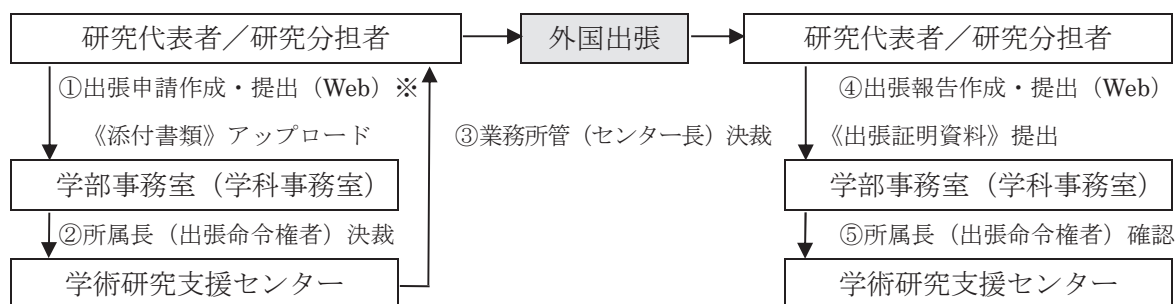 研究代表者／研究分担者
外国出張
研究代表者／研究分担者
①出張申請作成・提出（Web）※
《添付書類》アップロード
③業務所管（センター長）決裁
④出張報告作成・提出（Web）
《出張証明資料》提出
学部事務室（学科事務室）
学部事務室（学科事務室）
②所属長（出張命令権者）決裁
⑤所属長（出張命令権者）確認
学術研究支援センター
学術研究支援センター